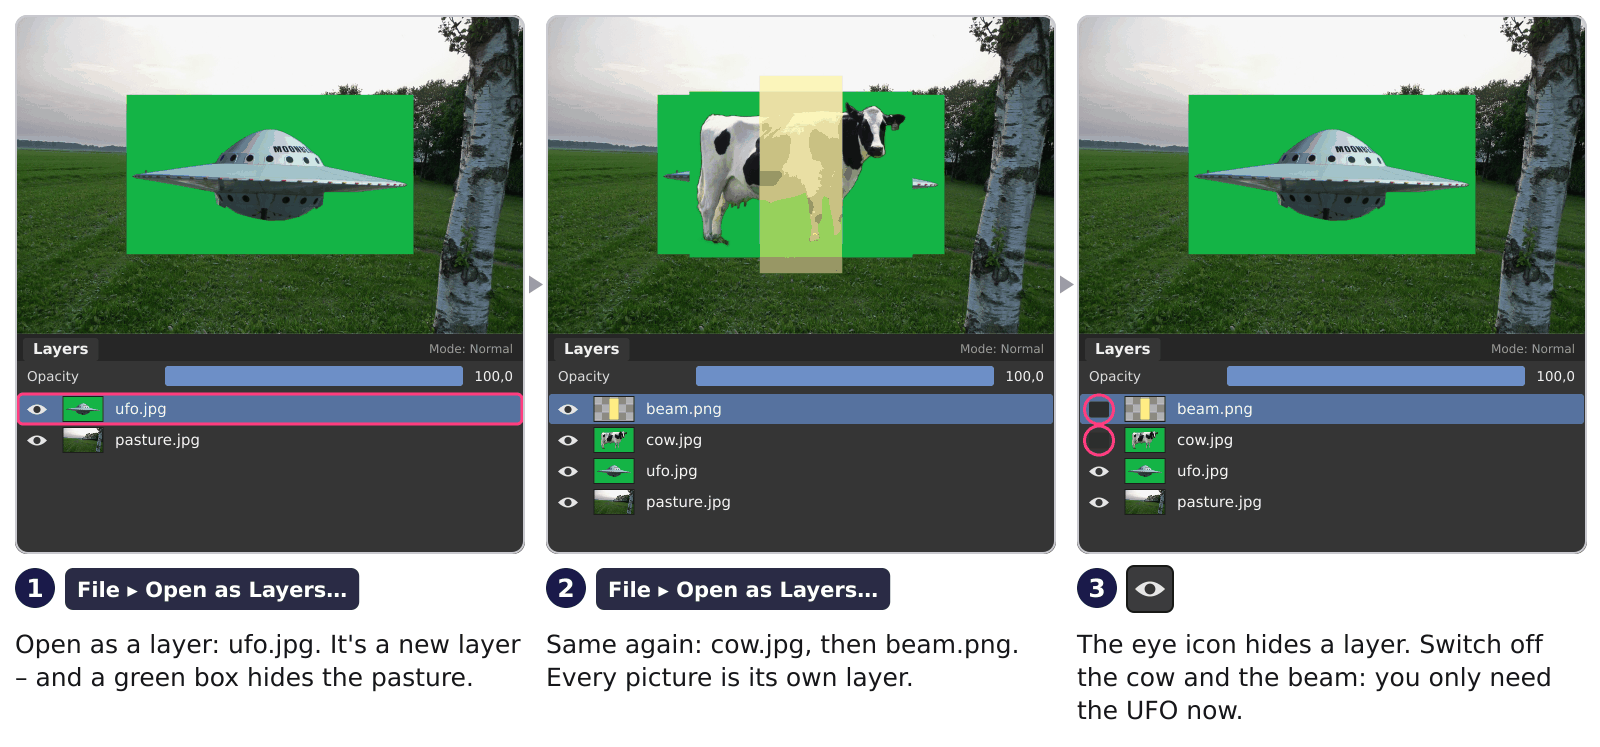 MOONG
Layers
Mode: Normal
Opacity
100,0
ufo.jpg
pasture.jpg
1 File ▸ Open as Layers...
Open as a layer: ufo.jpg. It's a new layer
– and a green box hides the pasture.
Layers
Mode: Normal
Opacity
100,0
beam.png
cow.jpg
ufo.jpg
pasture.jpg
2 File ▸ Open as Layers...
Same again: cow.jpg, then beam.png.
Every picture is its own layer.
Layers
Mode: Normal
Opacity
100,0
beam.png
cow.jpg
ufo.jpg
pasture.jpg
3
The eye icon hides a layer. Switch off
the cow and the beam: you only need
the UFO now.